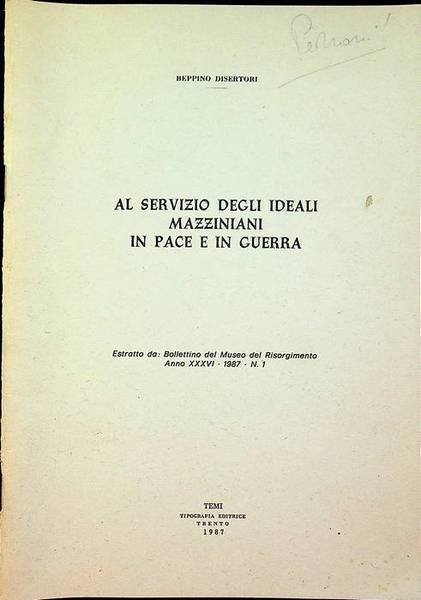 BEPPINO DISERTORI
AL SERVIZIO DEGLI IDEALI
MAZZINIANI
IN PACE E IN GUERRA
Estratto da: Bollettino del Museo del Risorgimento
Anno XXXVI - 1987 - N. 1
TEMI
TIPOGRAFIA EDITRICE
TRENTO
1987